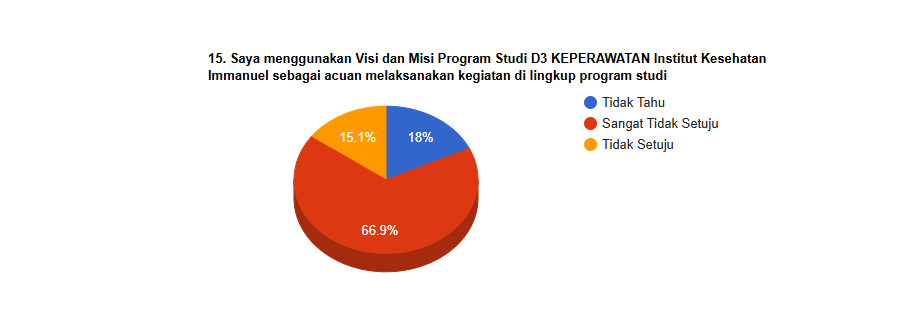 15. Saya menggunakan Visi dan Misi Program Studi D3 KEPERAWATAN Institut Kesehatan
Immanuel sebagai acuan melaksanakan kegiatan di lingkup program studi
Tidak Tahu
Sangat Tidak Setuju
Tidak Setuju
15.1%
18%
66.9%